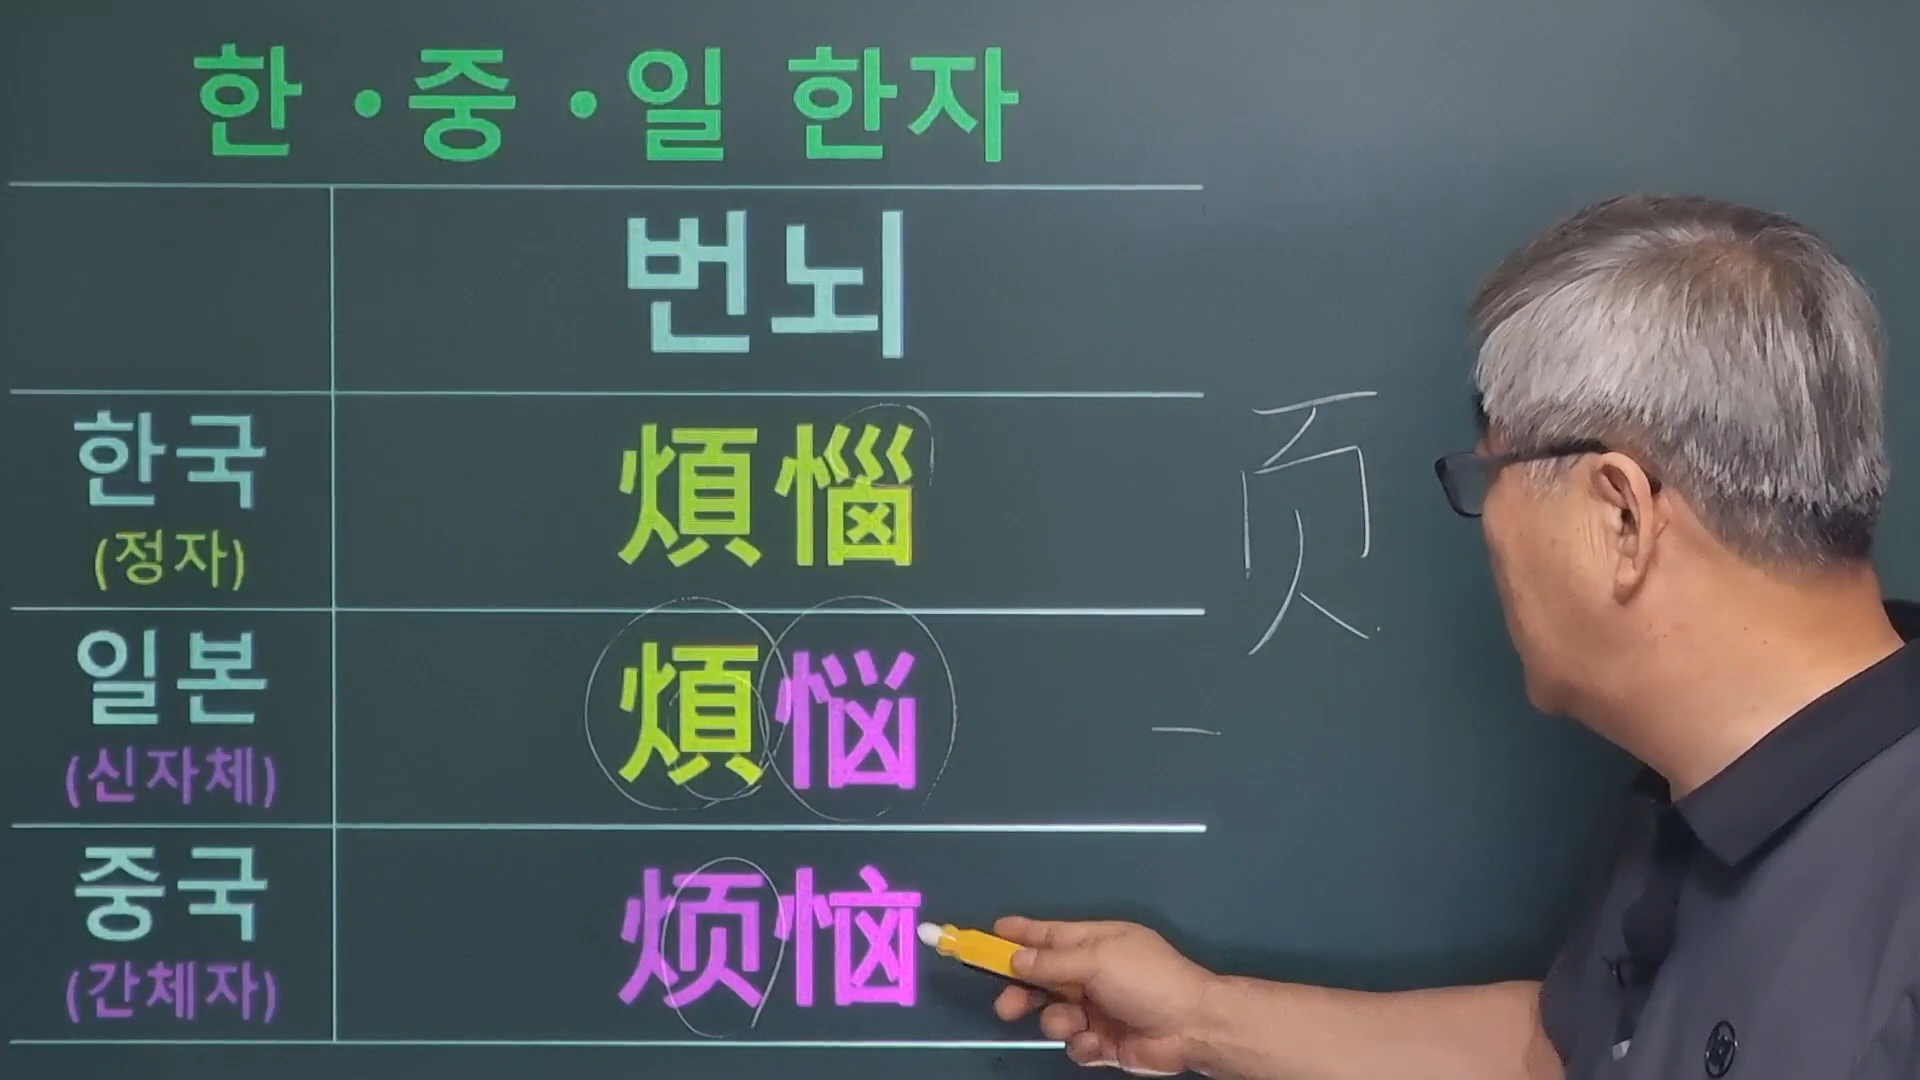 한·중·일 한자
번뇌
한국
(정자)
煩惱
页
일본
(신자체)
煩悩
一
중국
(간체자)
烦恼